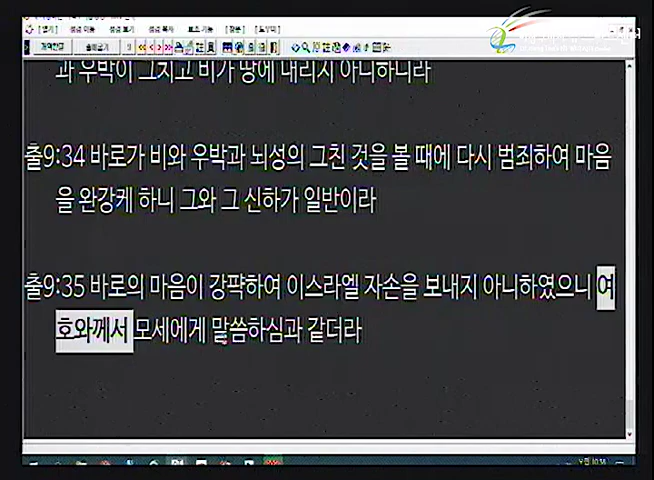 과 우박이 그치고 비가 땅에 내리지 아니하니라
출9:34 바로가 비와 우박과 뇌성의 그친 것을 볼 때에 다시 범죄하여 마음
을 완강케 하니 그와 그 신하가 일반이라
출9:35 바로의 마음이 강퍅하여 이스라엘 자손을 보내지 아니하였으니 여
호와께서 모세에게 말씀하심과 같더라